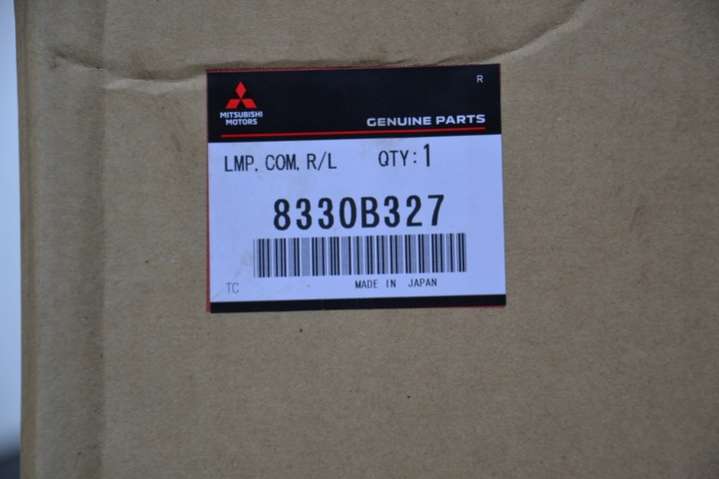 R
MITSUBISHI
MOTORS
GENUINE PARTS
LMP,COM,R/L QTY:1
8330B327
TC MADE IN JAPAN